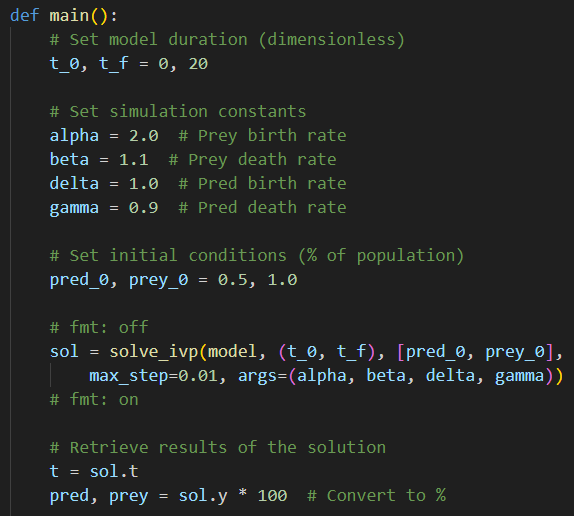 def main():
    # Set model duration (dimensionless)
    t_0, t_f = 0, 20

    # Set simulation constants
    alpha = 2.0  # Prey birth rate
    beta = 1.1  # Prey death rate
    delta = 1.0  # Pred birth rate
    gamma = 0.9  # Pred death rate

    # Set initial conditions (% of population)
    pred_0, prey_0 = 0.5, 1.0

    # fmt: off
    sol = solve_ivp(model, (t_0, t_f), [pred_0, prey_0],
        max_step=0.01, args=(alpha, beta, delta, gamma))
    # fmt: on

    # Retrieve results of the solution
    t = sol.t
    pred, prey = sol.y * 100  # Convert to %